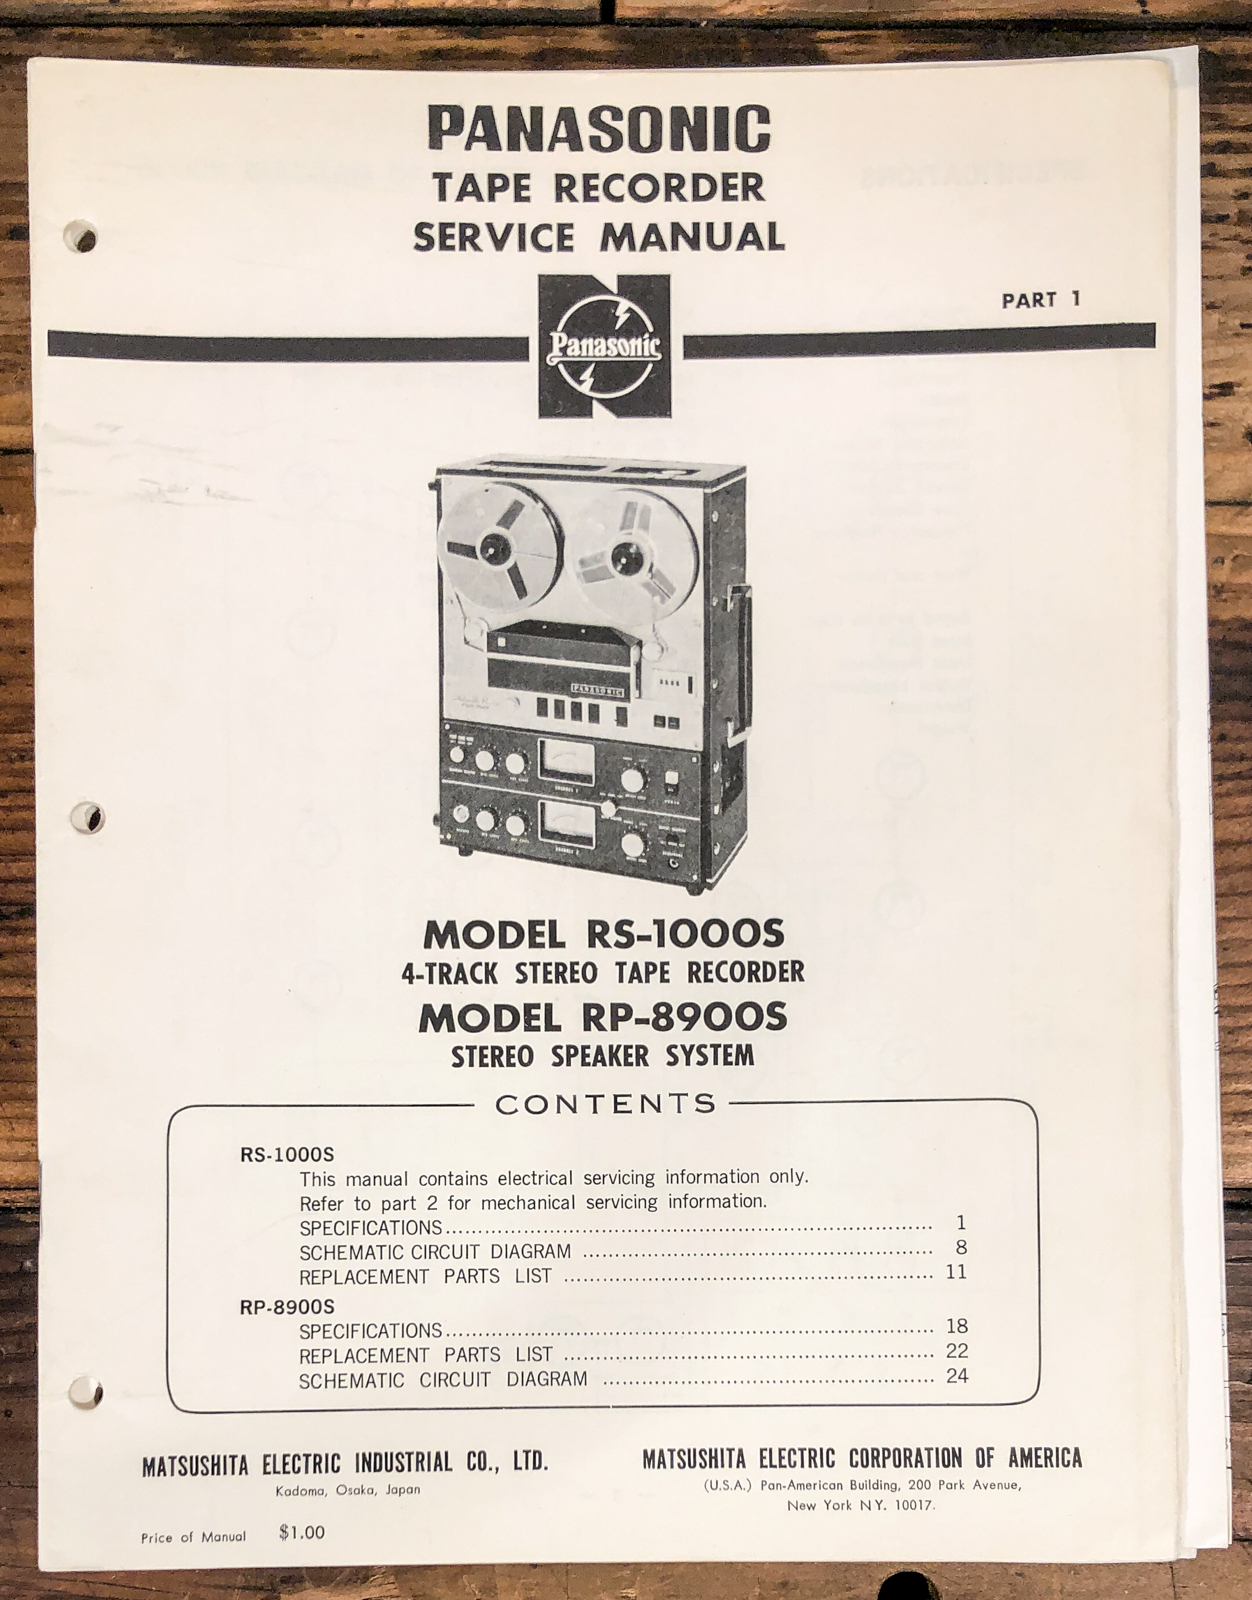 PANASONIC
TAPE RECORDER
SERVICE MANUAL
PART 1
Panasonic
PANASONIC
MODEL RS-1000S
4-TRACK STEREO TAPE RECORDER
MODEL RP-8900S
STEREO SPEAKER SYSTEM
CONTENTS
RS-1000S
This manual contains electrical servicing information only.
Refer to part 2 for mechanical servicing information.
SPECIFICATIONS........................................ 1
SCHEMATIC CIRCUIT DIAGRAM ........................................ 8
REPLACEMENT PARTS LIST ........................................ 11
RP-8900S
SPECIFICATIONS........................................ 18
REPLACEMENT PARTS LIST ........................................ 22
SCHEMATIC CIRCUIT DIAGRAM ........................................ 24
MATSUSHITA ELECTRIC INDUSTRIAL CO., LTD.
Kadoma, Osaka, Japan
MATSUSHITA ELECTRIC CORPORATION OF AMERICA
(U.S.A.) Pan-American Building, 200 Park Avenue,
New York N.Y. 10017.
Price of Manual $1.00